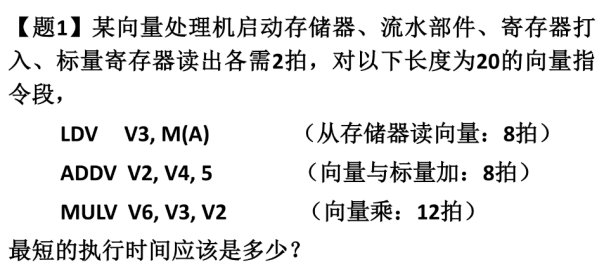 【题1】某向量处理机启动存储器、流水部件、寄存器打
入、标量寄存器读出各需2拍，对以下长度为20的向量指
令段，
LDV V3, M(A) （从存储器读向量：8拍）
ADDV V2, V4, 5 （向量与标量加：8拍）
MULV V6, V3, V2 （向量乘：12拍）
最短的执行时间应该是多少？